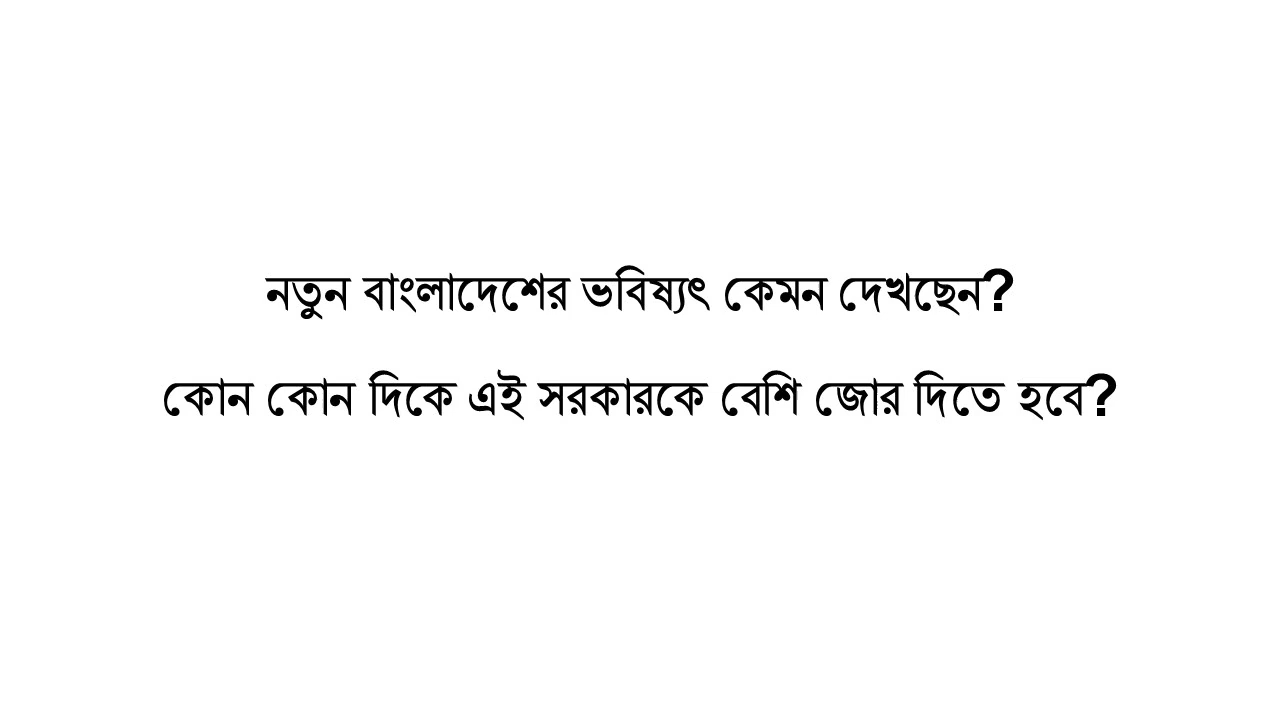 নতুন বাংলাদেশের ভবিষ্যৎ কেমন দেখছেন?
কোন কোন দিকে এই সরকারকে বেশি জোর দিতে হবে?